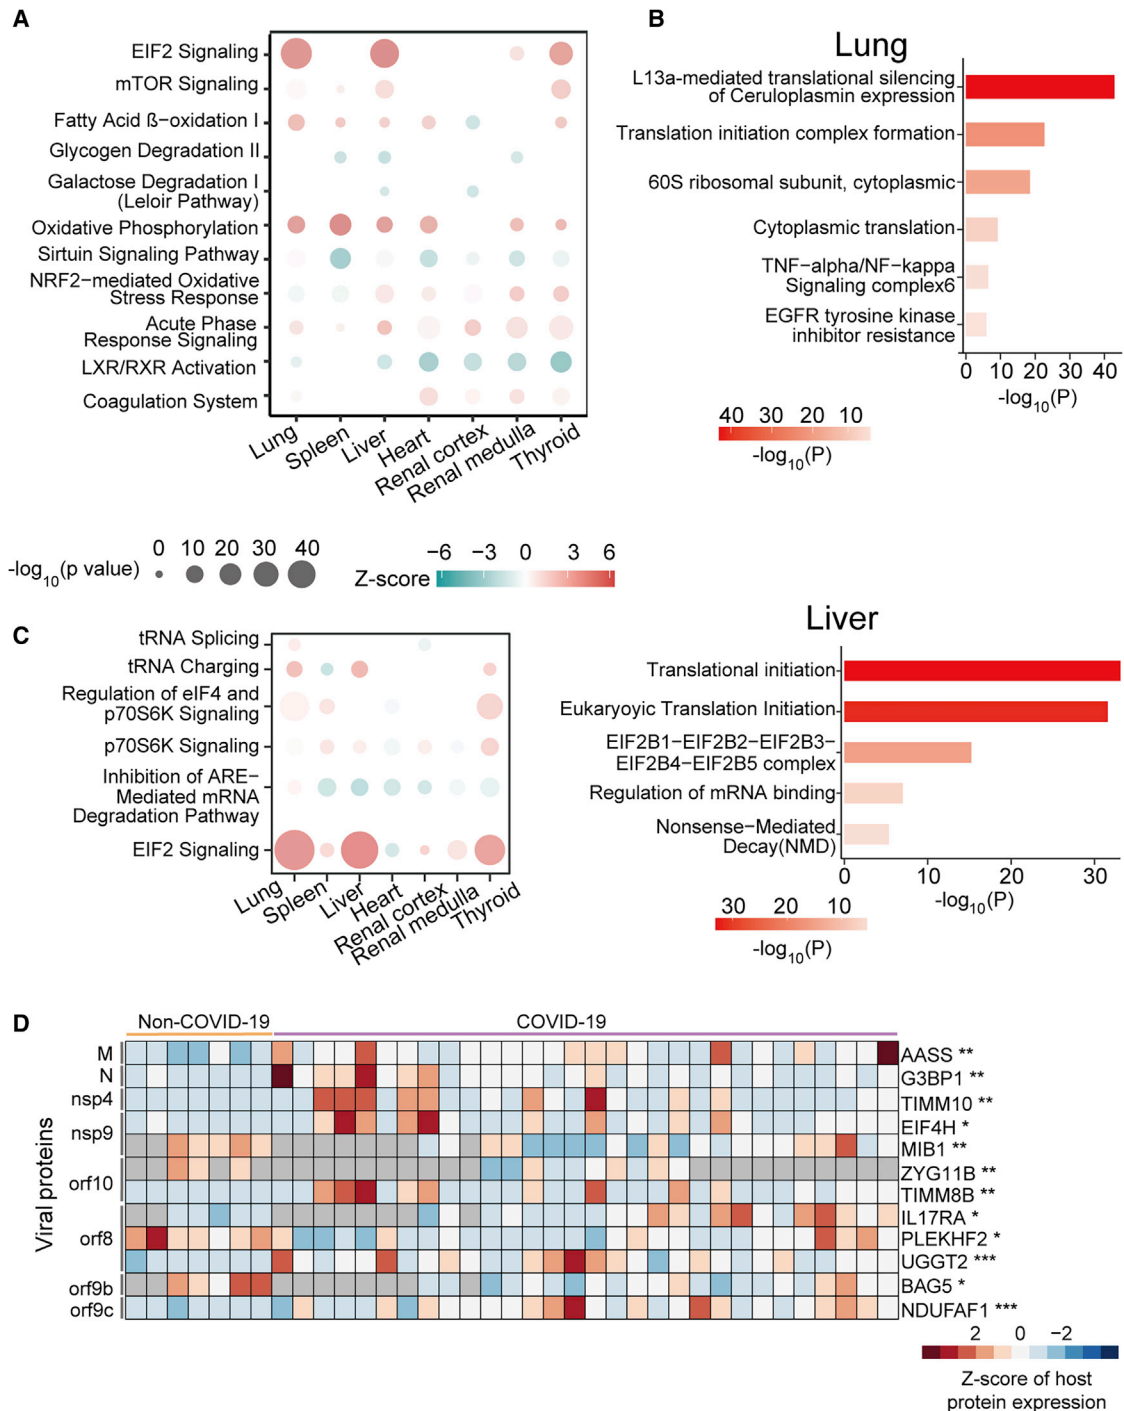 A
EIF2 Signaling
mTOR Signaling
Fatty Acid ß-oxidation I
Glycogen Degradation II
Galactose Degradation I
(Leloir Pathway)
Oxidative Phosphorylation
Sirtuin Signaling Pathway
NRF2-mediated Oxidative
Stress Response
Acute Phase
Response Signaling
LXR/RXR Activation
Coagulation System
Lung
Spleen
Liver
Heart
Renal cortex
Renal medulla
Thyroid
-log10(p value)
0 10 20 30 40
Z-score
−6 −3 0 3 6
B
Lung
L13a-mediated translational silencing
of Ceruloplasmin expression
Translation initiation complex formation
60S ribosomal subunit, cytoplasmic
Cytoplasmic translation
TNF−alpha/NF−kappa
Signaling complex6
EGFR tyrosine kinase
inhibitor resistance
0 10 20 30 40
-log10(P)
40 30 20 10
-log10(P)
Liver
Translational initiation
Eukaryoyic Translation Initiation
EIF2B1−EIF2B2−EIF2B3−
EIF2B4−EIF2B5 complex
Regulation of mRNA binding
Nonsense−Mediated
Decay(NMD)
0 10 20 30
-log10(P)
30 20 10
-log10(P)
C
tRNA Splicing
tRNA Charging
Regulation of eIF4 and
p70S6K Signaling
p70S6K Signaling
Inhibition of ARE−
Mediated mRNA
Degradation Pathway
EIF2 Signaling
Lung
Spleen
Liver
Heart
Renal cortex
Renal medulla
Thyroid
D
Non-COVID-19
COVID-19
Viral proteins
M
N
nsp4
nsp9
orf10
orf8
orf9b
orf9c
AASS **
G3BP1 **
TIMM10 **
EIF4H *
MIB1 **
ZYG11B **
TIMM8B **
IL17RA *
PLEKHF2 *
UGGT2 ***
BAG5 *
NDUFAF1 ***
2 0 −2
Z-score of host
protein expression